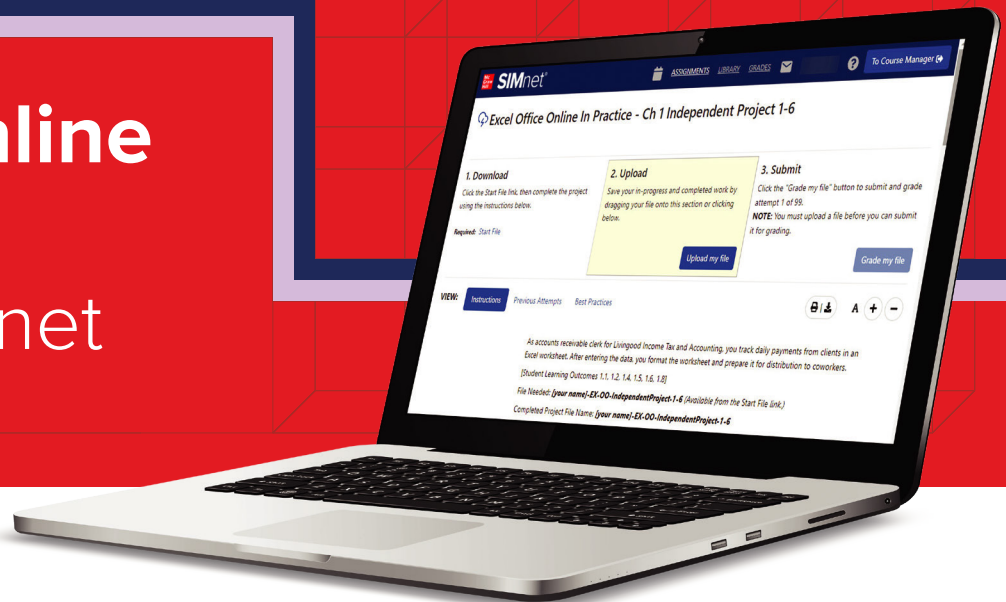 nline
net
Mc
Graw
Hill
SIMnet®
ASSIGNMENTS LIBRARY GRADES ? To Course Manager
Excel Office Online In Practice - Ch 1 Independent Project 1-6
1. Download
Click the Start File link, then complete the project
using the instructions below.
Required: Start File
2. Upload
Save your in-progress and completed work by
dragging your file onto this section or clicking
below.
Upload my file
3. Submit
Click the "Grade my file" button to submit and grade
attempt 1 of 99.
NOTE: You must upload a file before you can submit
it for grading.
Grade my file
VIEW: Instructions Previous Attempts Best Practices
A + -
As accounts receivable clerk for Livingood Income Tax and Accounting, you track daily payments from clients in an
Excel worksheet. After entering the data, you format the worksheet and prepare it for distribution to coworkers.
[Student Learning Outcomes 1.1, 1.2, 1.4, 1.5, 1.6, 1.8]
File Needed: [your name]-EX-OO-IndependentProject-1-6 (Available from the Start File link.)
Completed Project File Name: [your name]-EX-OO-IndependentProject-1-6